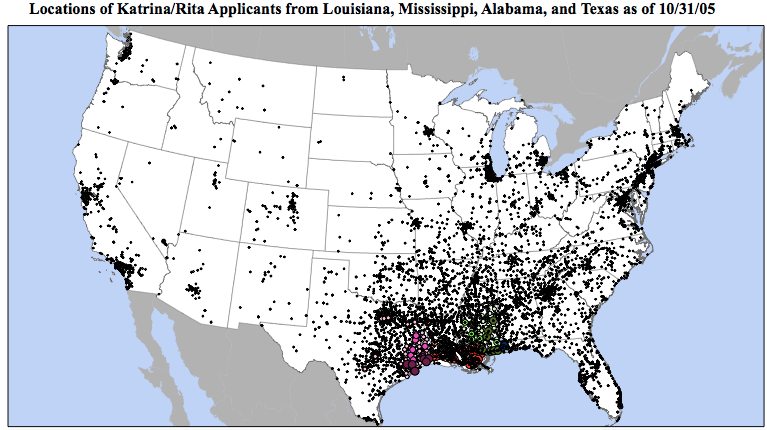 Locations of Katrina/Rita Applicants from Louisiana, Mississippi, Alabama, and Texas as of 10/31/05